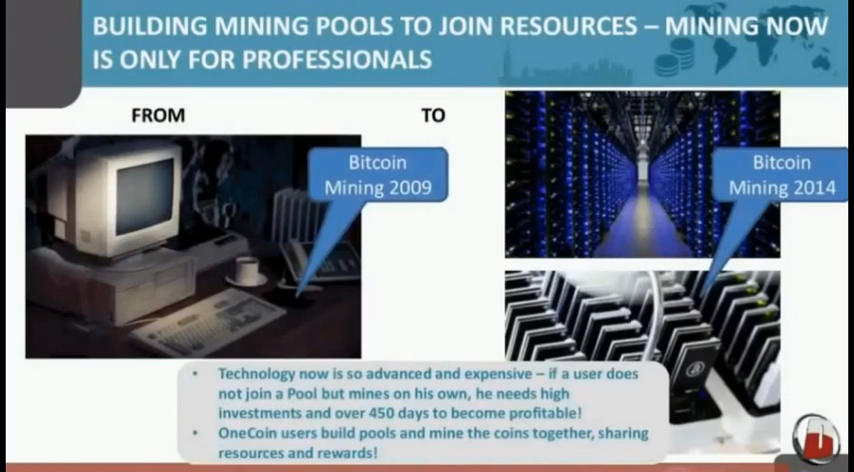 BUILDING MINING POOLS TO JOIN RESOURCES – MINING NOW
IS ONLY FOR PROFESSIONALS
FROM
TO
Bitcoin
Mining 2009
Bitcoin
Mining 2014
• Technology now is so advanced and expensive – if a user does
not join a Pool but mines on his own, he needs high
investments and over 450 days to become profitable!
• OneCoin users build pools and mine the coins together, sharing
resources and rewards!